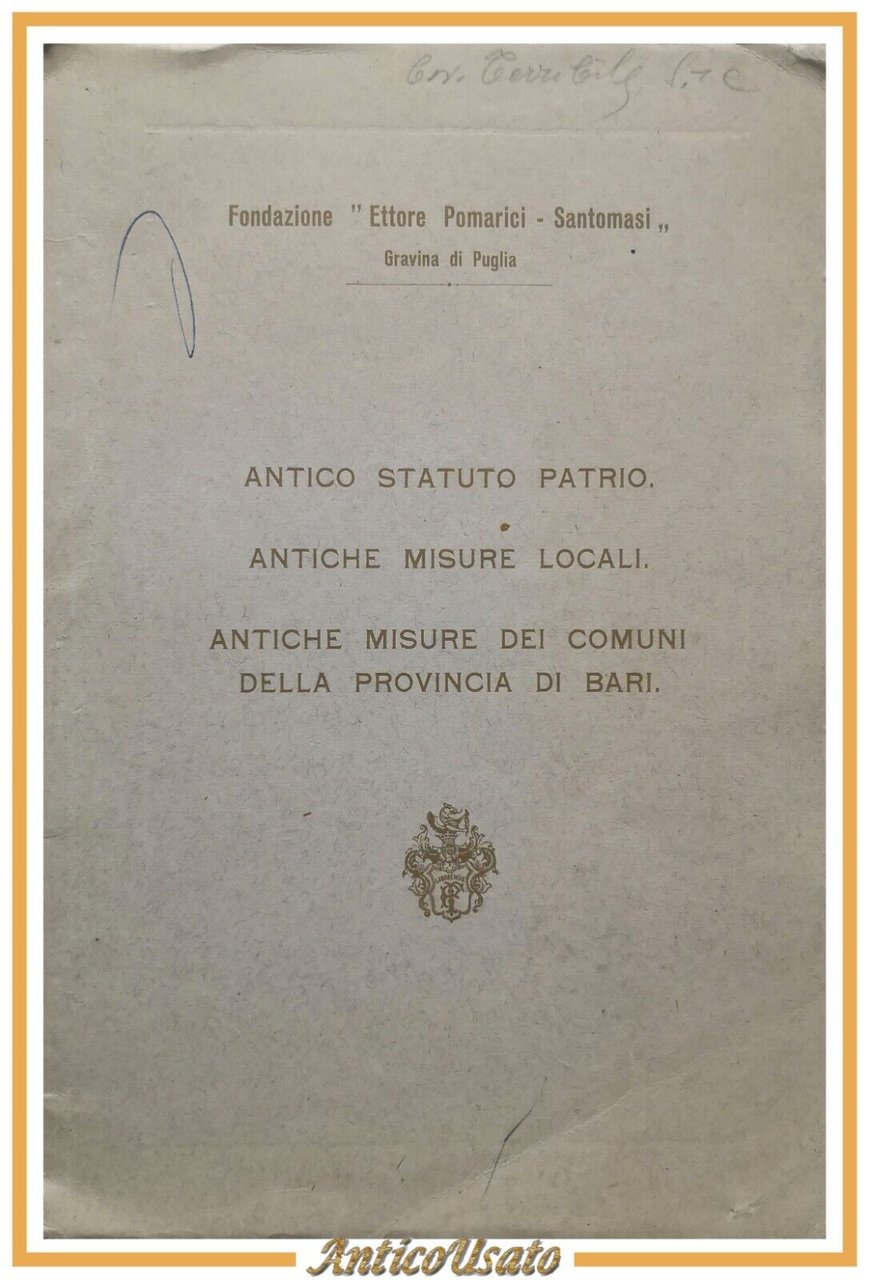 Fondazione " Ettore Pomarici - Santomasi „
Gravina di Puglia
ANTICO STATUTO PATRIO.
ANTICHE MISURE LOCALI.
ANTICHE MISURE DEI COMUNI
DELLA PROVINCIA DI BARI.
AnticoUsato